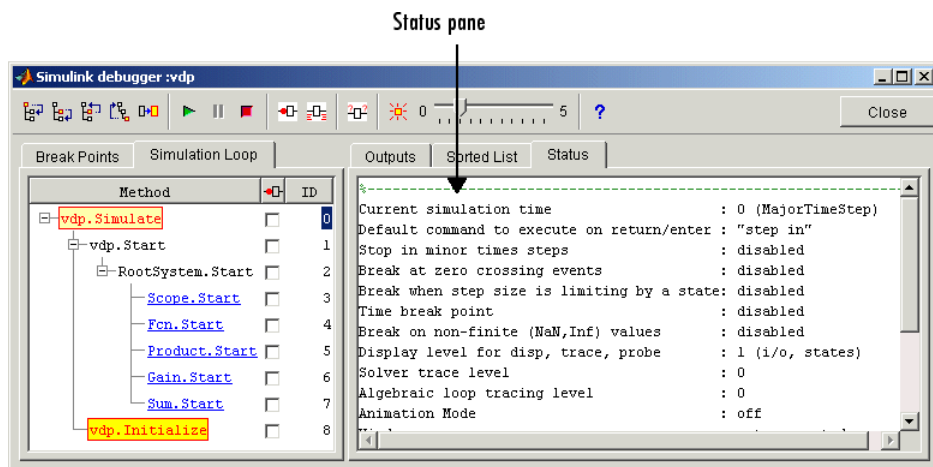 Status pane
Simulink debugger :vdp
0 5 ? Close
Break Points Simulation Loop
Outputs Sorted List Status
Method ID
vdp.Simulate 0
vdp.Start 1
RootSystem.Start 2
Scope.Start 3
Fcn.Start 4
Product.Start 5
Gain.Start 6
Sum.Start 7
vdp.Initialize 8
%----------------------------------------------------------------
Current simulation time : 0 (MajorTimeStep)
Default command to execute on return/enter : "step in"
Stop in minor times steps : disabled
Break at zero crossing events : disabled
Break when step size is limiting by a state: disabled
Time break point : disabled
Break on non-finite (NaN,Inf) values : disabled
Display level for disp, trace, probe : 1 (i/o, states)
Solver trace level : 0
Algebraic loop tracing level : 0
Animation Mode : off